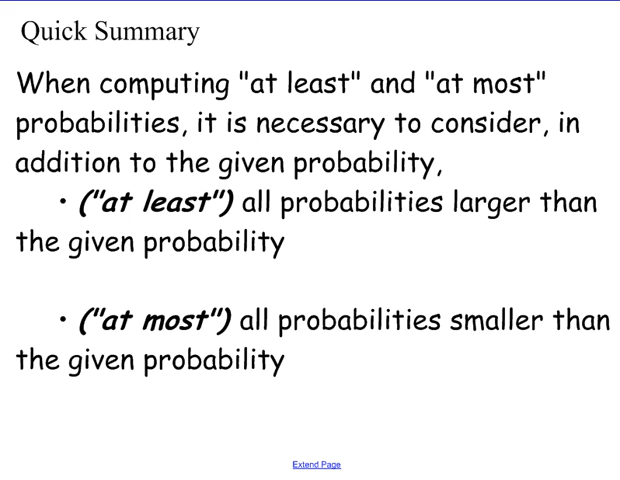 Quick Summary
When computing "at least" and "at most"
probabilities, it is necessary to consider, in
addition to the given probability,
• ("at least") all probabilities larger than
the given probability
• ("at most") all probabilities smaller than
the given probability
Extend Page